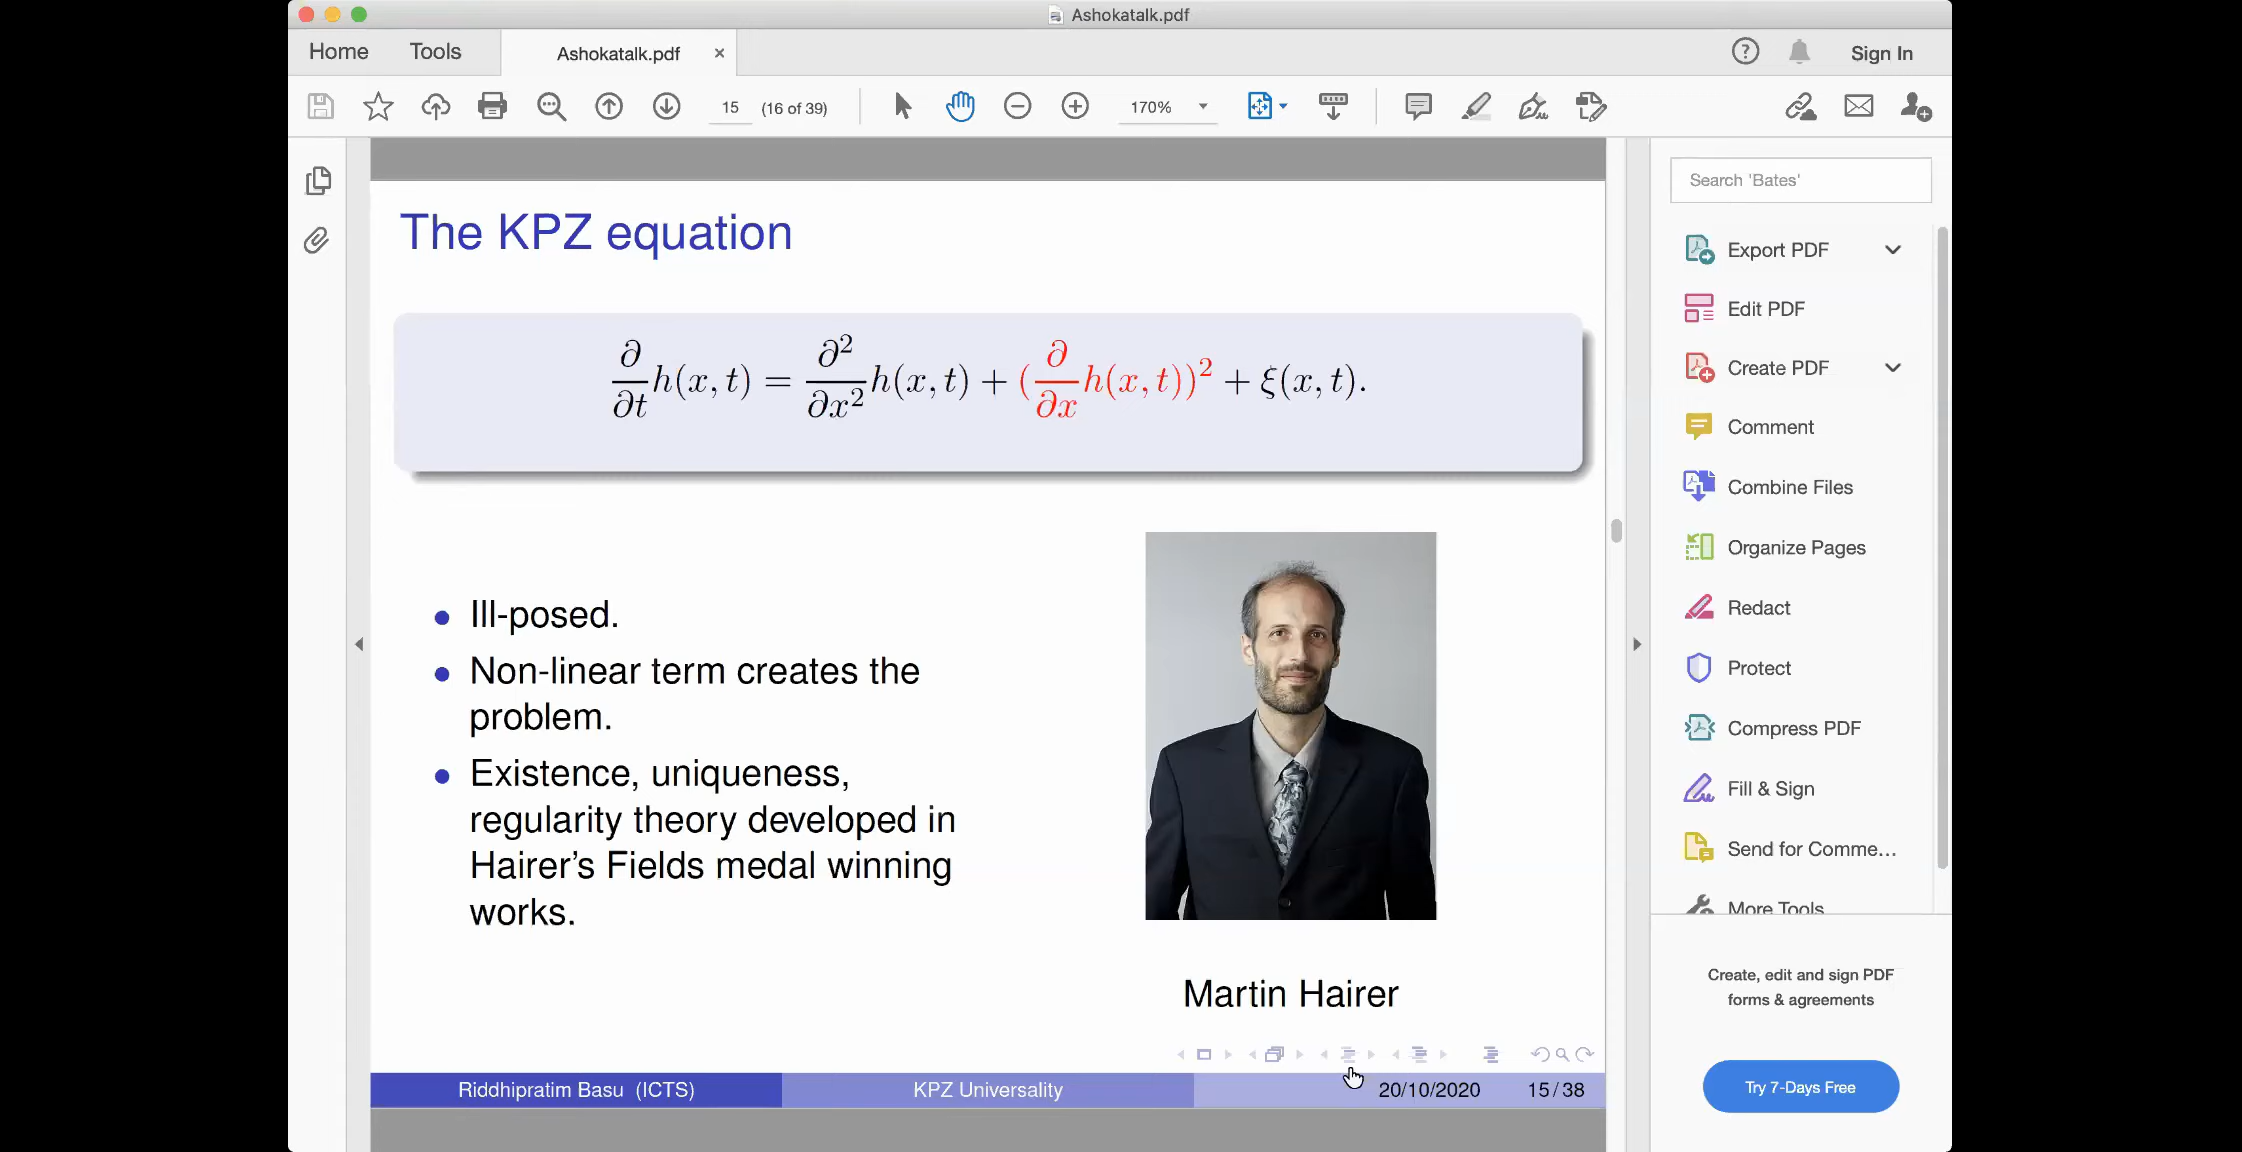 Ashokatalk.pdf
Home Tools Ashokatalk.pdf × ? Sign In
15 (16 of 39) 170%
The KPZ equation
∂/∂t h(x, t) = ∂²/∂x² h(x, t) + (∂/∂x h(x, t))² + ξ(x, t).
• Ill-posed.
• Non-linear term creates the
problem.
• Existence, uniqueness,
regularity theory developed in
Hairer's Fields medal winning
works.
Martin Hairer
Riddhipratim Basu (ICTS) KPZ Universality 20/10/2020 15 / 38
Search 'Bates'
Export PDF
Edit PDF
Create PDF
Comment
Combine Files
Organize Pages
Redact
Protect
Compress PDF
Fill & Sign
Send for Comme...
More Tools
Create, edit and sign PDF
forms & agreements
Try 7-Days Free